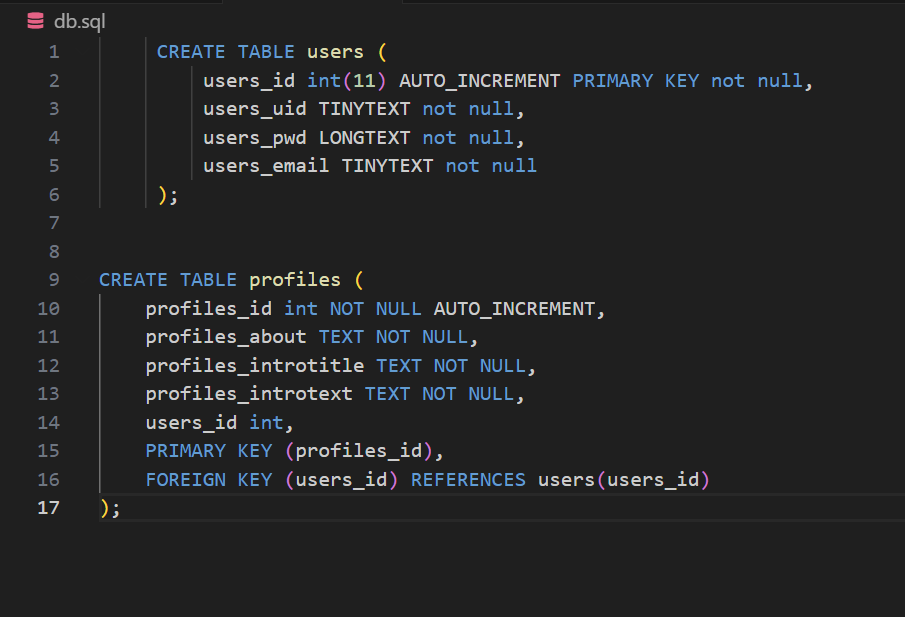 db.sql
1 CREATE TABLE users (
2 users_id int(11) AUTO_INCREMENT PRIMARY KEY not null,
3 users_uid TINYTEXT not null,
4 users_pwd LONGTEXT not null,
5 users_email TINYTEXT not null
6 );
7
8
9 CREATE TABLE profiles (
10 profiles_id int NOT NULL AUTO_INCREMENT,
11 profiles_about TEXT NOT NULL,
12 profiles_introtitle TEXT NOT NULL,
13 profiles_introtext TEXT NOT NULL,
14 users_id int,
15 PRIMARY KEY (profiles_id),
16 FOREIGN KEY (users_id) REFERENCES users(users_id)
17 );